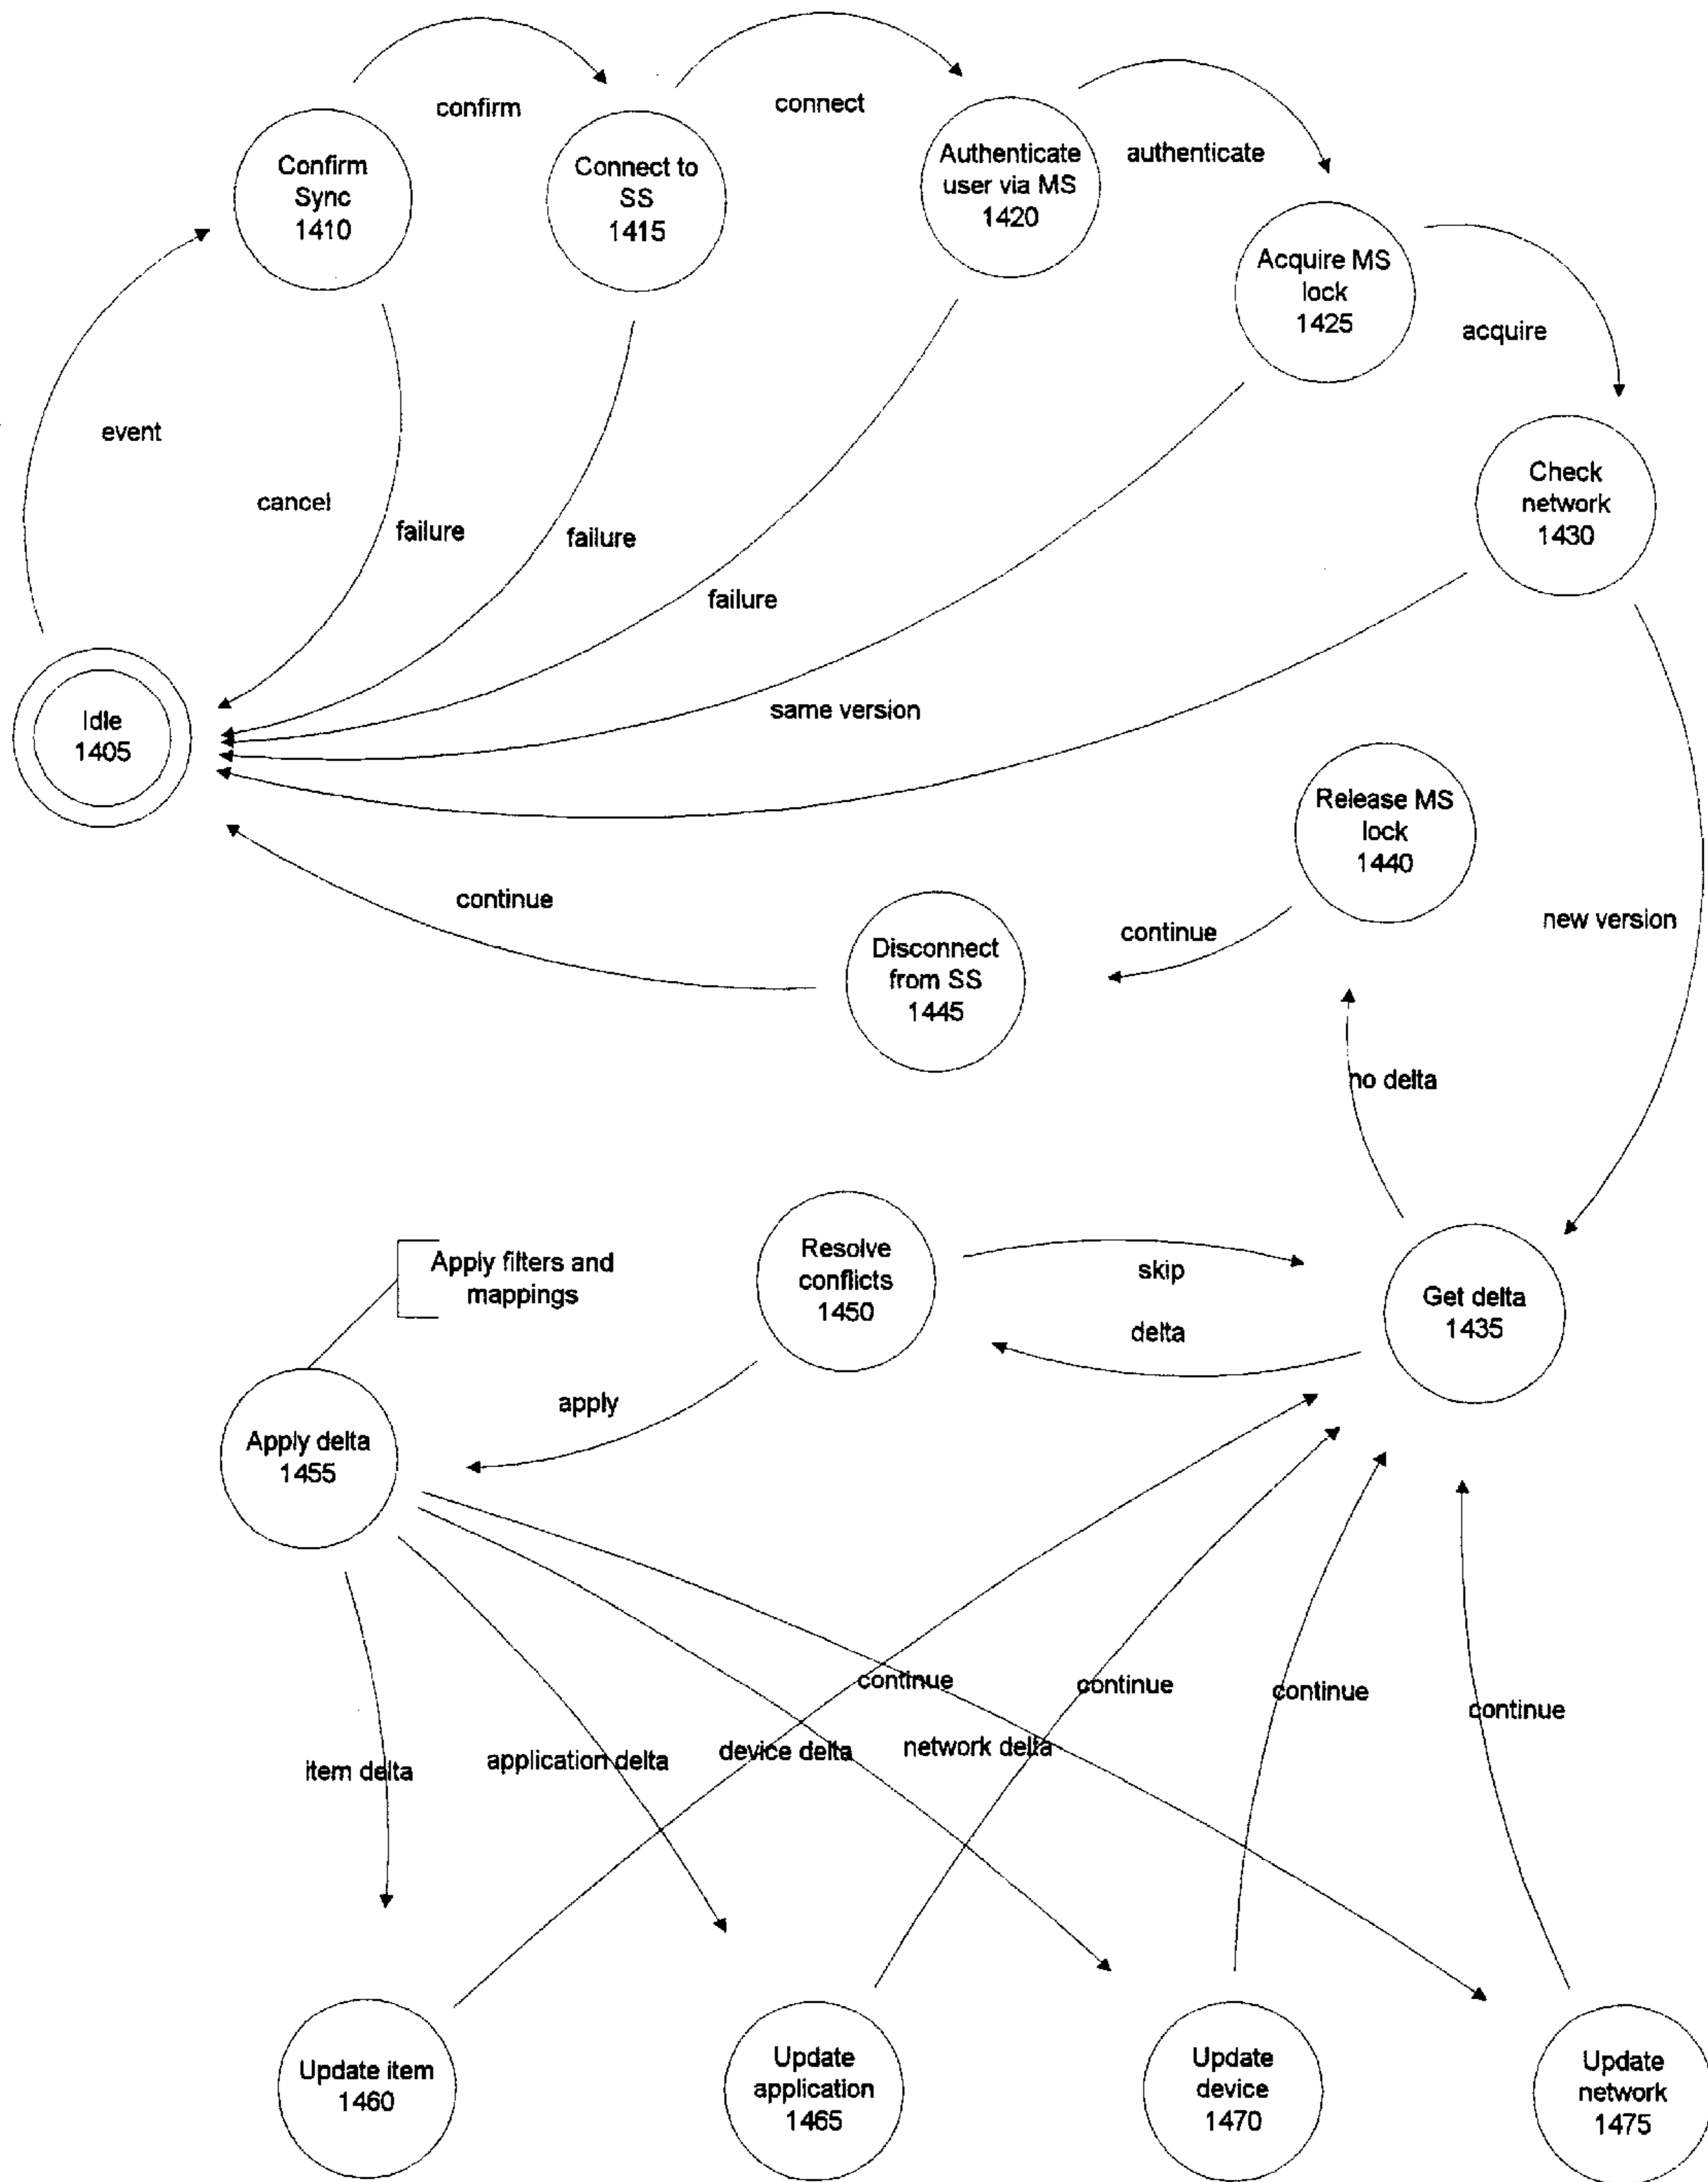 confirm
connect
authenticate
Confirm
Sync
1410
Connect to
SS
1415
Authenticate
user via MS
1420
Acquire MS
lock
1425
acquire
event
cancel
failure
failure
failure
Check
network
1430
same version
Idle
1405
Release MS
lock
1440
continue
continue
new version
Disconnect
from SS
1445
no delta
Apply filters and
mappings
Resolve
conflicts
1450
skip
delta
Get delta
1435
apply
Apply delta
1455
continue
continue
continue
continue
item delta
application delta
device delta
network delta
Update item
1460
Update
application
1465
Update
device
1470
Update
network
1475